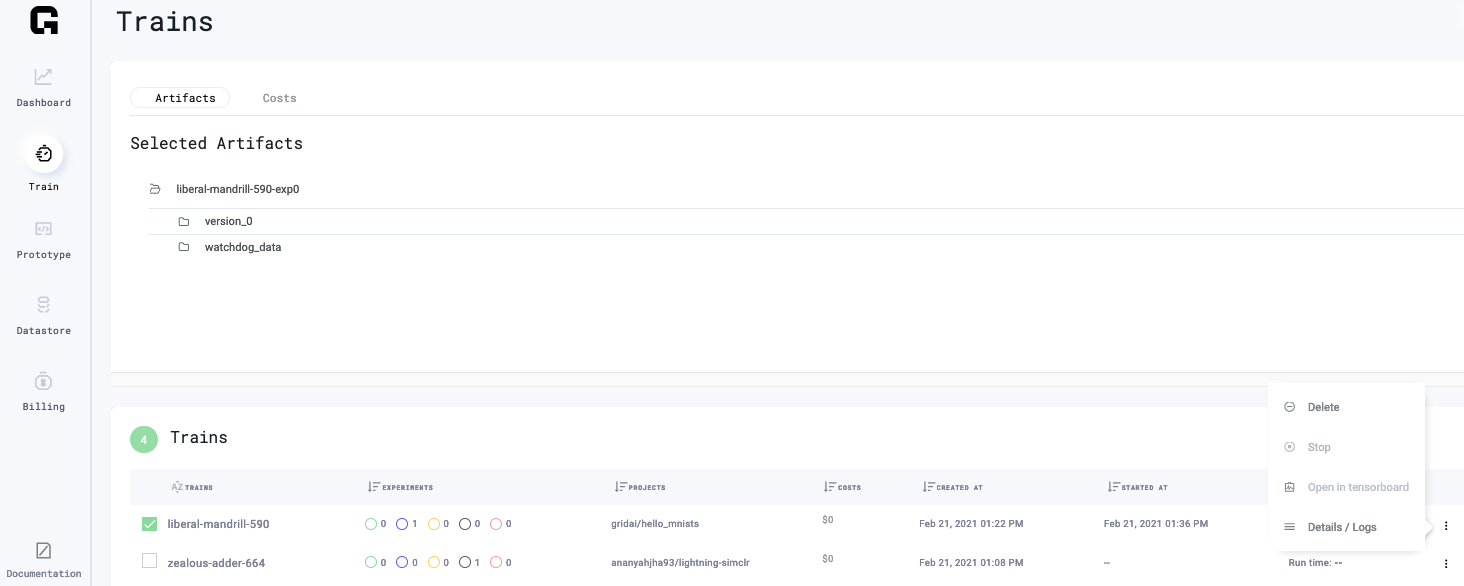 Trains
Dashboard
Train
Prototype
Datastore
Billing
Documentation
Artifacts Costs
Selected Artifacts
liberal-mandrill-590-exp0
version_0
watchdog_data
4 Trains
TRAINS EXPERIMENTS PROJECTS COSTS CREATED AT STARTED AT
liberal-mandrill-590 0 1 0 0 0 gridai/hello_mnists $0 Feb 21, 2021 01:22 PM Feb 21, 2021 01:36 PM
zealous-adder-664 0 0 0 1 0 ananyahjha93/lightning-simclr $0 Feb 21, 2021 01:08 PM -- Run time: --
Delete
Stop
Open in tensorboard
Details / Logs